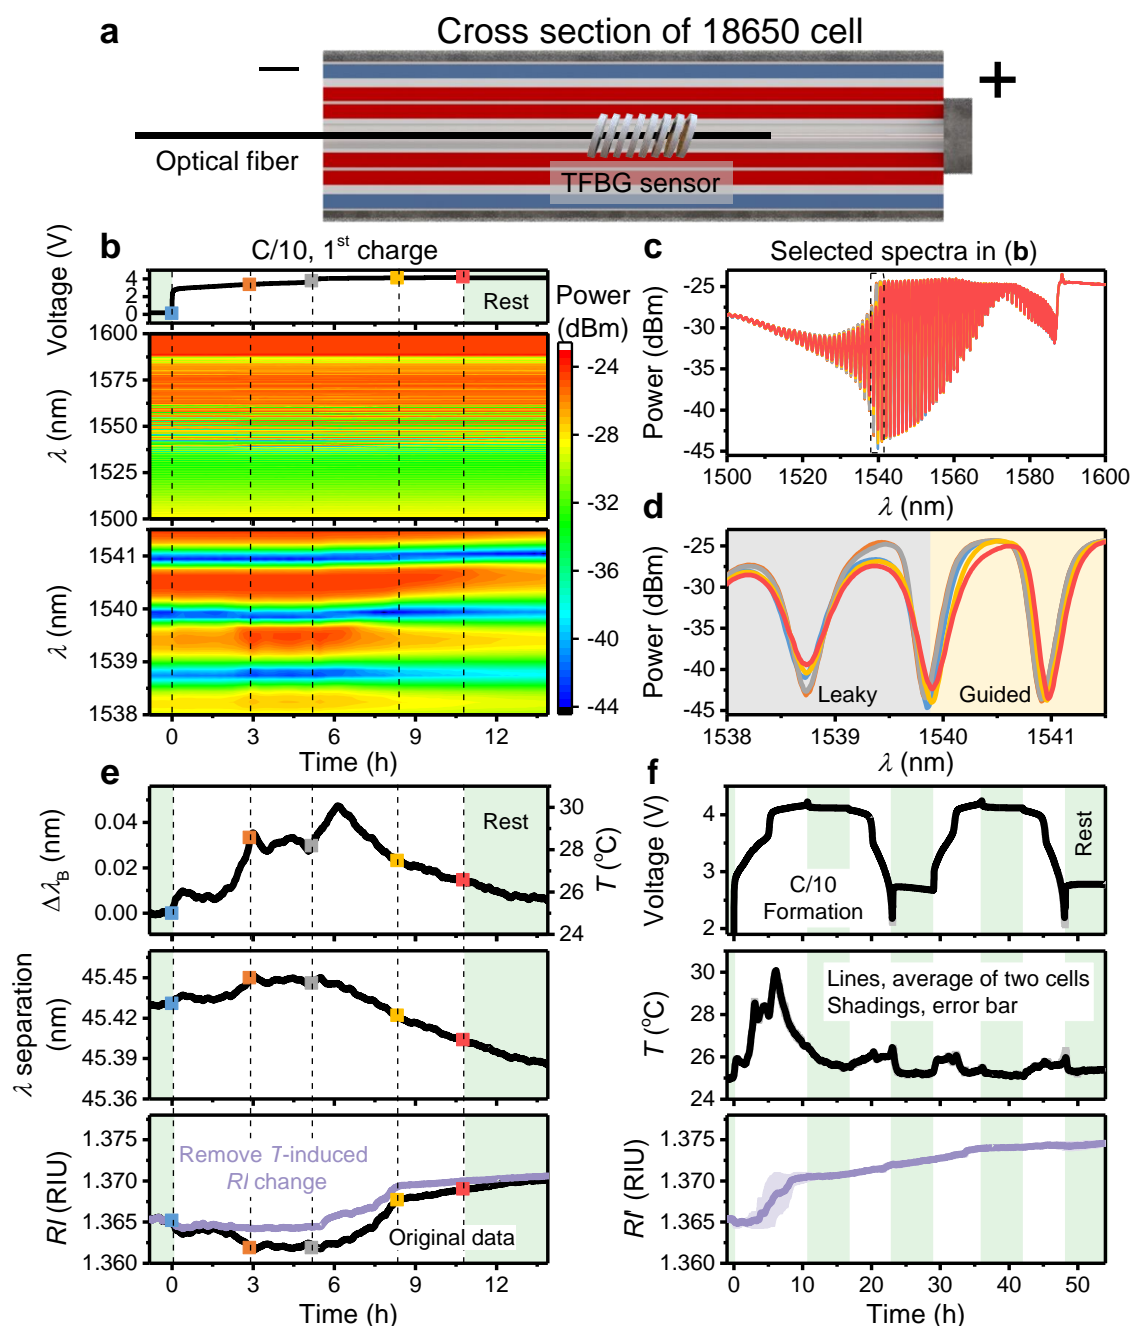 a
Cross section of 18650 cell
−
+
Optical fiber
TFBG sensor
b
C/10, 1st charge
Voltage (V)
4
2
0
Rest
Power
(dBm)
λ (nm)
1600
1575
1550
1525
1500
λ (nm)
1541
1540
1539
1538
-24
-28
-32
-36
-40
-44
0 3 6 9 12
Time (h)
c
Selected spectra in (b)
Power (dBm)
-25
-30
-35
-40
-45
1500 1520 1540 1560 1580 1600
λ (nm)
d
Power (dBm)
-25
-30
-35
-40
-45
Leaky
Guided
1538 1539 1540 1541
λ (nm)
e
ΔλB (nm)
0.04
0.02
0.00
Rest
30
28
26
24
T (°C)
λ separation
(nm)
45.45
45.42
45.39
45.36
RI (RIU)
1.375
1.370
1.365
1.360
Remove T-induced
RI change
Original data
0 3 6 9 12
Time (h)
f
Voltage (V)
4
3
2
C/10
Formation
Rest
T (°C)
30
28
26
24
Lines, average of two cells
Shadings, error bar
RI' (RIU)
1.375
1.370
1.365
1.360
0 10 20 30 40 50
Time (h)